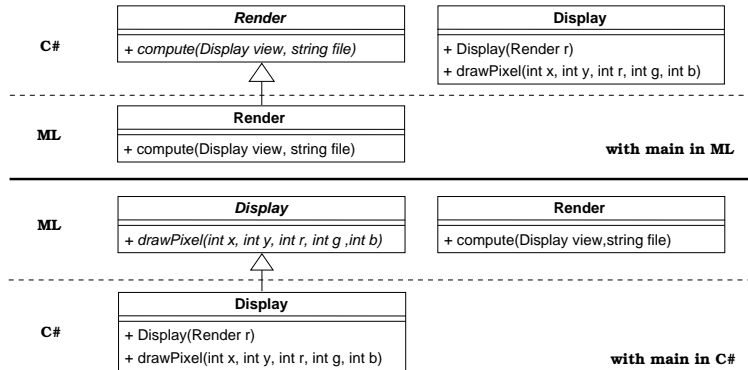 Render
Display
C#
+ compute(Display view, string file)
+ Display(Render r)
+ drawPixel(int x, int y, int r, int g, int b)
ML
Render
+ compute(Display view, string file)
with main in ML
ML
Display
Render
+ drawPixel(int x, int y, int r, int g ,int b)
+ compute(Display view,string file)
C#
Display
+ Display(Render r)
+ drawPixel(int x, int y, int r, int g, int b)
with main in C#